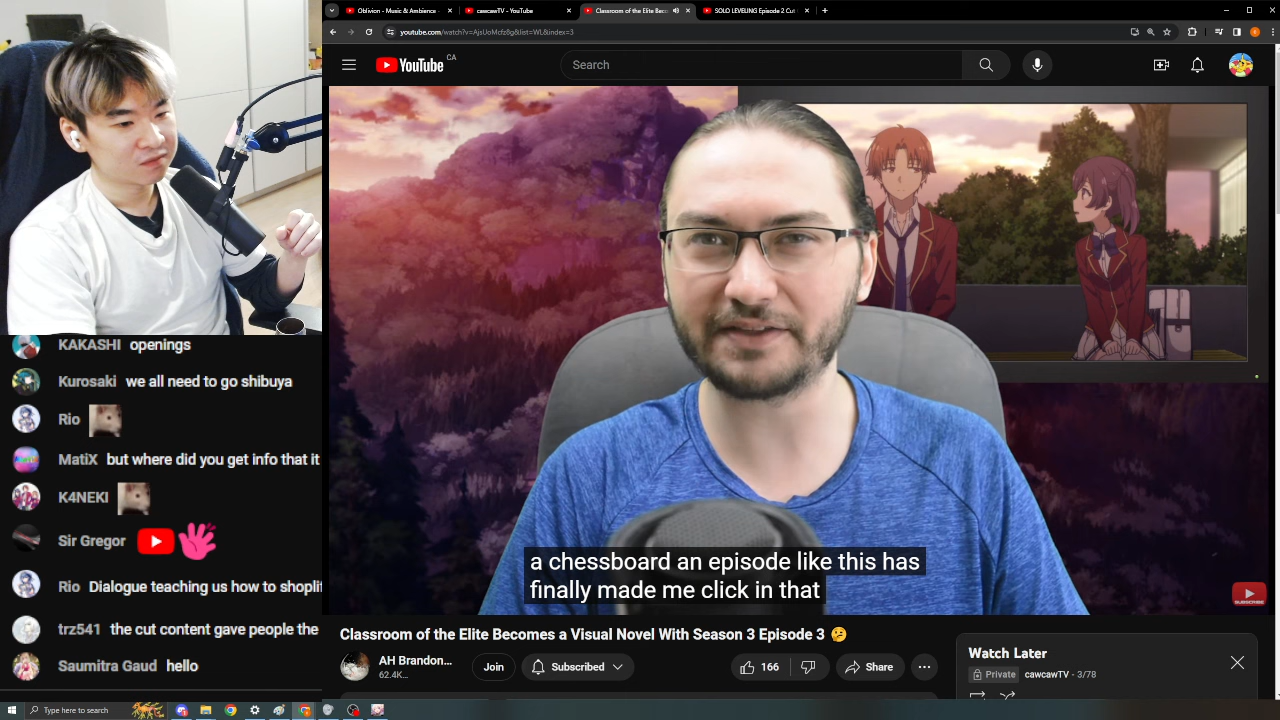 Oblivion - Music & Ambience -
cawcawTV - YouTube
Classroom of the Elite Beco
SOLO LEVELING Episode 2 Cut
youtube.com/watch?v=AjsUoMcfz8g&list=WL&index=3
YouTube CA
Search
KAKASHI openings
Kurosaki we all need to go shibuya
Rio
MatiX but where did you get info that it
K4NEKI
Sir Gregor
Rio Dialogue teaching us how to shoplif
trz541 the cut content gave people the
Saumitra Gaud hello
a chessboard an episode like this has
finally made me click in that
SUBSCRIBE
Classroom of the Elite Becomes a Visual Novel With Season 3 Episode 3 🤔
AH Brandon...
62.4K...
Join
Subscribed
166
Share
Watch Later
Private cawcawTV - 3/78
Type here to search